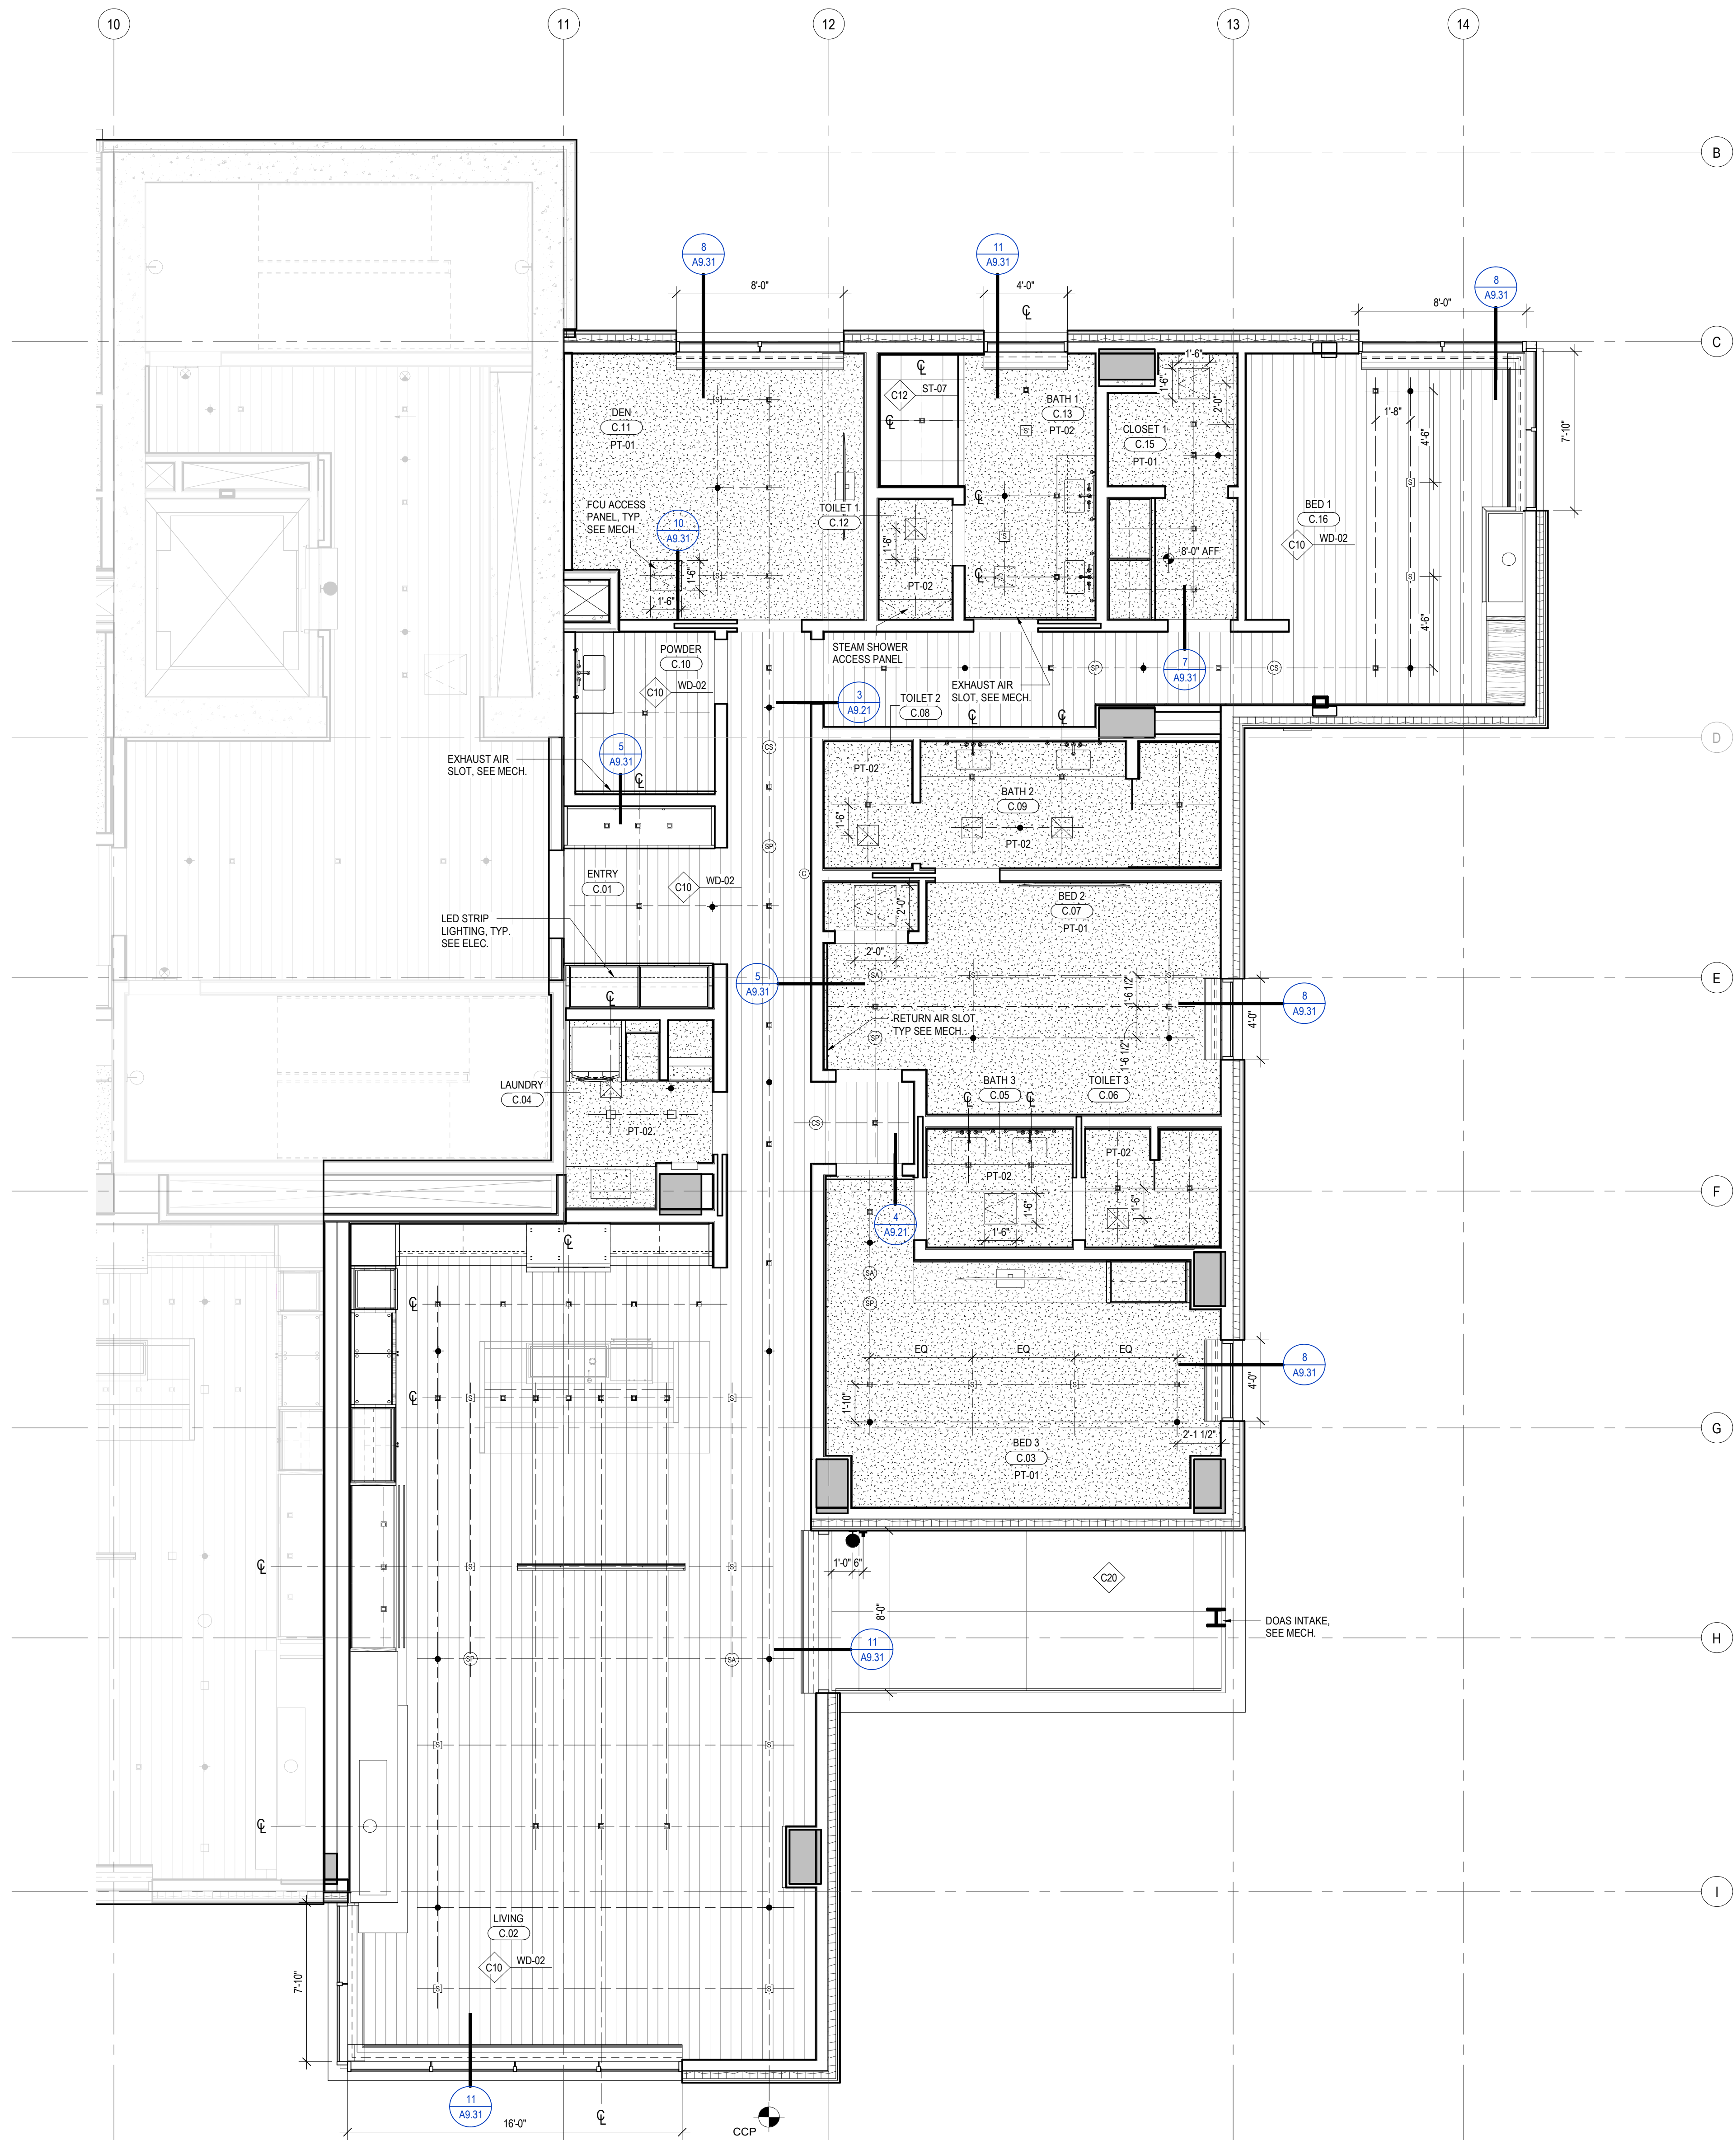 10
11
12
13
14
B
8
A9.31
11
A9.31
8
A9.31
8'-0"
4'-0"
8'-0"
C
DEN
C.11
PT-01
C12
ST-07
BATH 1
C.13
PT-02
1'-6"
1'-6"
2'-0"
CLOSET 1
C.15
PT-01
1'-8"
4'-6"
7'-10"
[S]
[S]
S
FCU ACCESS
PANEL, TYP.
SEE MECH.
10
A9.31
TOILET 1
C.12
BED 1
C.16
C10
WD-02
S
[S]
1'-6"
1'-6"
1'-6"
PT-02
8'-0" AFF
[S]
4'-6"
STEAM SHOWER
ACCESS PANEL
POWDER
C.10
C10
WD-02
SP
CS
7
A9.31
EXHAUST AIR
SLOT, SEE MECH.
3
A9.21
TOILET 2
C.08
D
5
A9.31
CS
EXHAUST AIR
SLOT, SEE MECH.
PT-02
BATH 2
C.09
1'-6"
PT-02
SP
C
ENTRY
C.01
C10
WD-02
BED 2
C.07
PT-01
2'-0"
LED STRIP
LIGHTING, TYP.
SEE ELEC.
2'-0"
5
A9.31
SA
[S]
[S]
1'-6 1/2"
E
8
A9.31
4'-0"
RETURN AIR SLOT,
TYP SEE MECH.
SP
1'-6 1/2"
LAUNDRY
C.04
PT-02
BATH 3
C.05
TOILET 3
C.06
CS
PT-02
PT-02
F
4
A9.21
1'-6"
1'-6"
1'-6"
SA
SP
EQ
EQ
EQ
8
A9.31
4'-0"
[S]
[S]
[S]
[S]
1'-10"
G
BED 3
C.03
PT-01
2'-1 1/2"
1'-0"
6"
[S]
[S]
C20
8'-0"
DOAS INTAKE,
SEE MECH.
H
11
A9.31
SP
SA
[S]
[S]
I
LIVING
C.02
C10
WD-02
7'-10"
[S]
[S]
11
A9.31
16'-0"
CCP